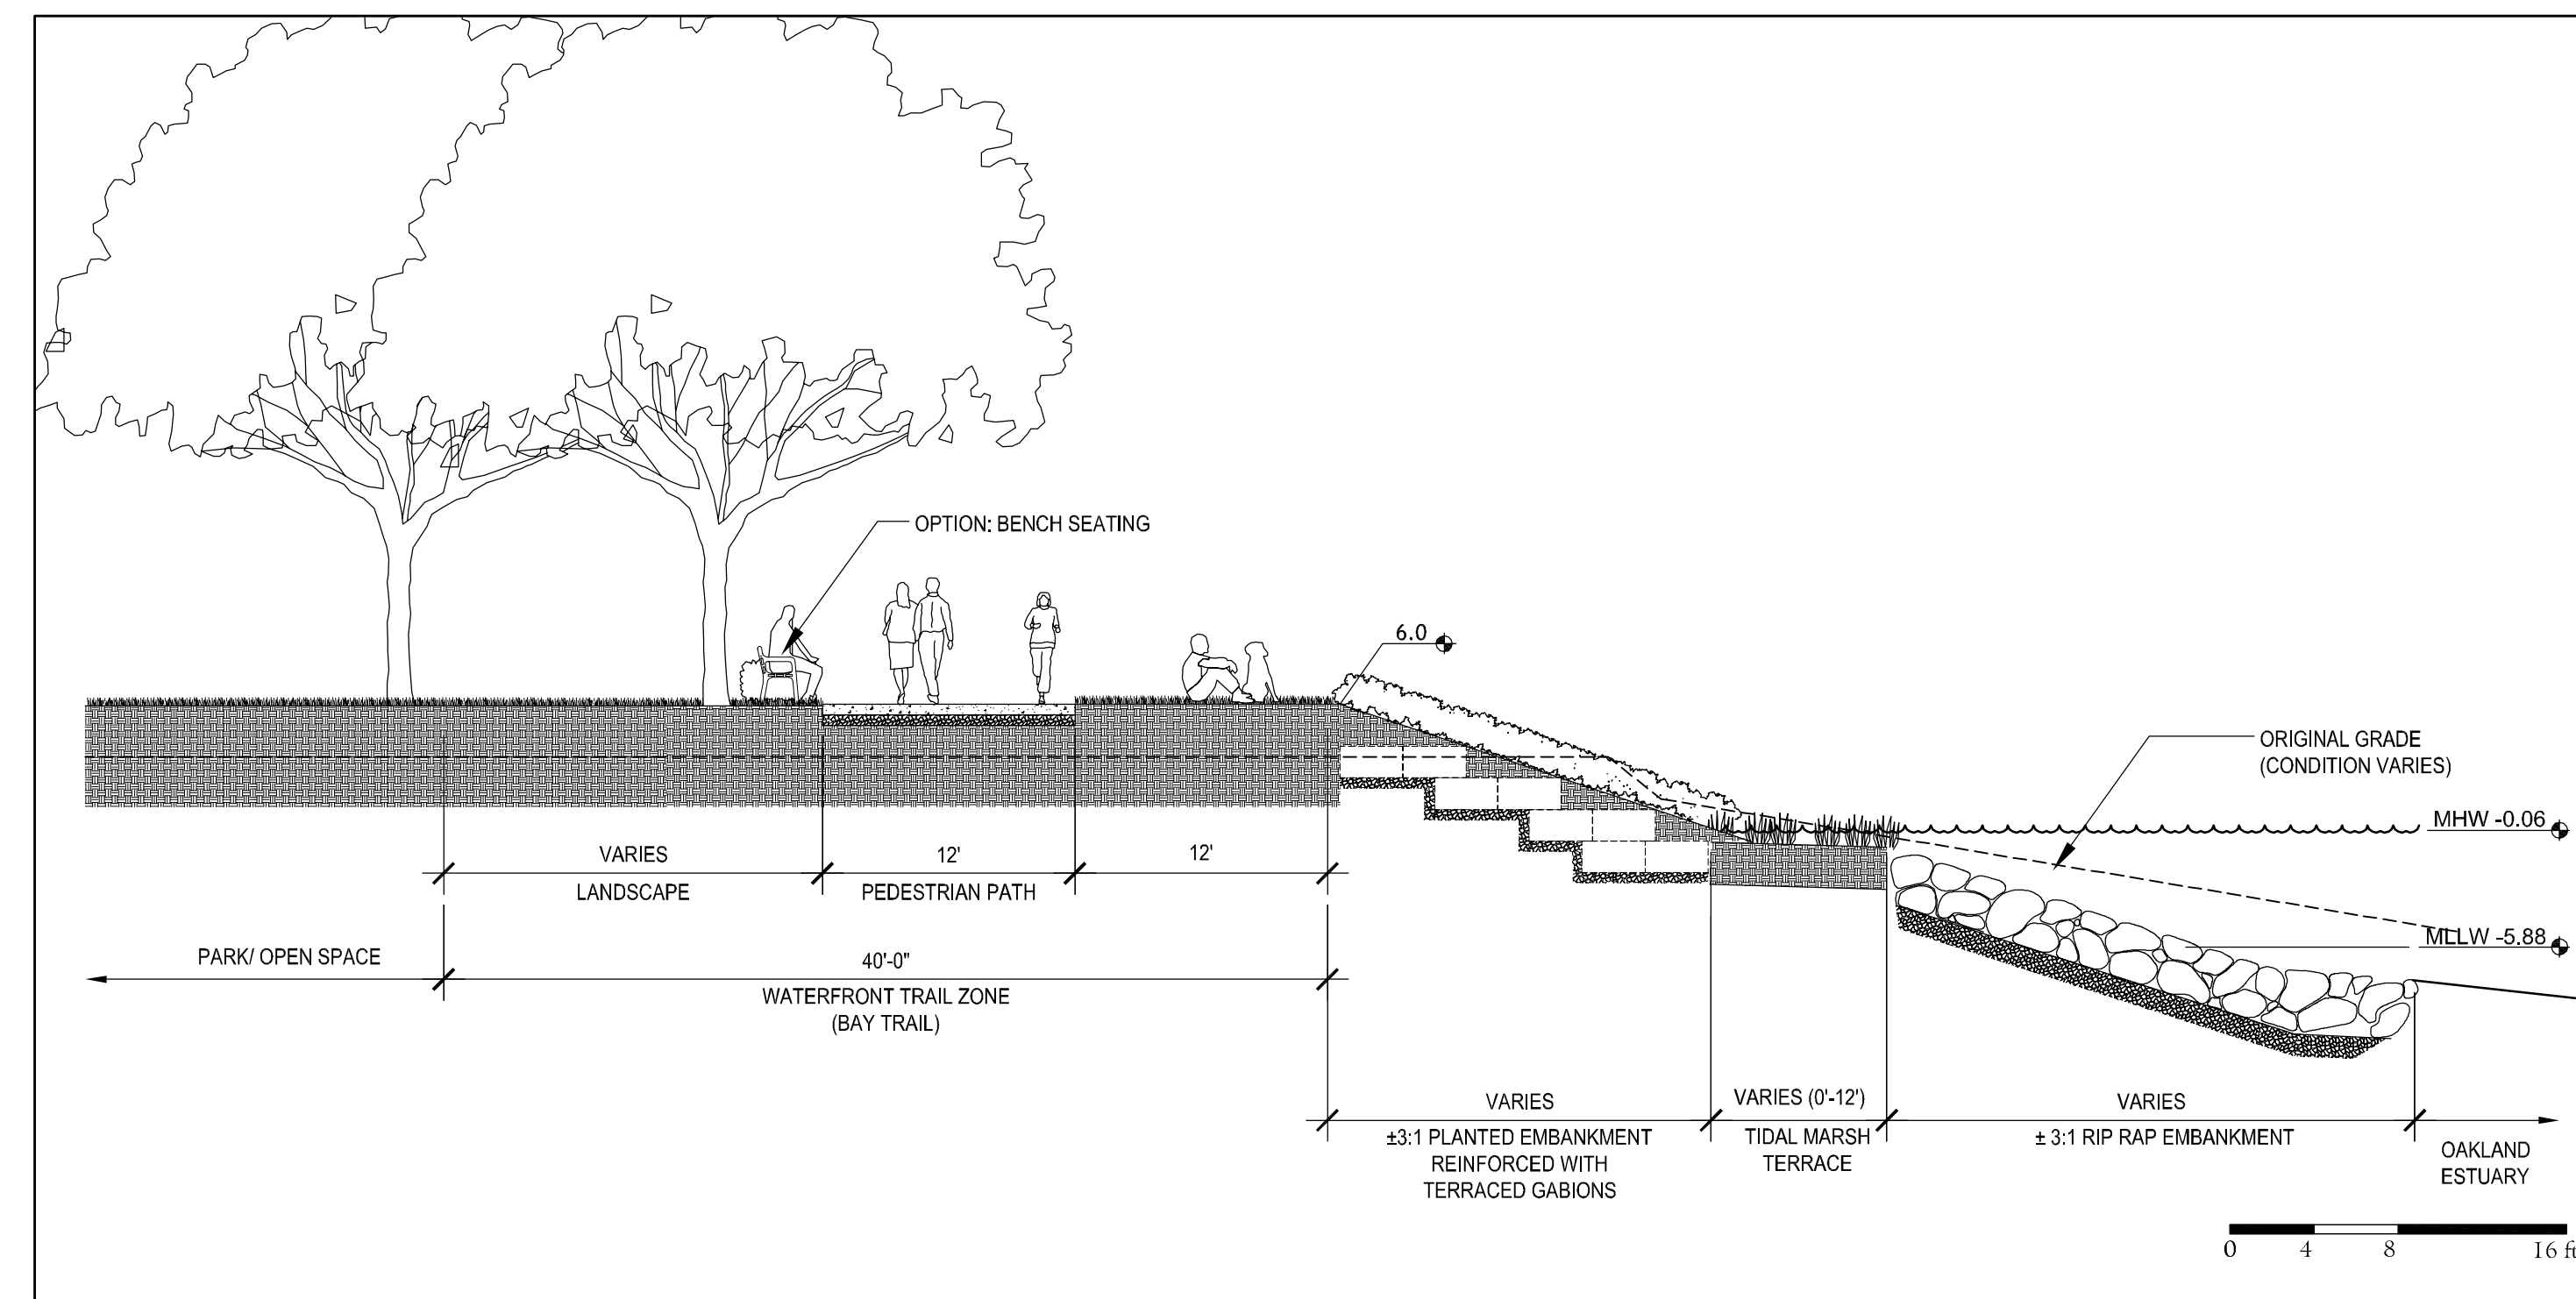 OPTION: BENCH SEATING
6.0
ORIGINAL GRADE
(CONDITION VARIES)
MHW -0.06
MLLW -5.88
VARIES
LANDSCAPE
12'
PEDESTRIAN PATH
12'
PARK/ OPEN SPACE
40'-0"
WATERFRONT TRAIL ZONE
(BAY TRAIL)
VARIES
±3:1 PLANTED EMBANKMENT
REINFORCED WITH
TERRACED GABIONS
VARIES (0'-12')
TIDAL MARSH
TERRACE
VARIES
± 3:1 RIP RAP EMBANKMENT
OAKLAND
ESTUARY
0 4 8 16 ft